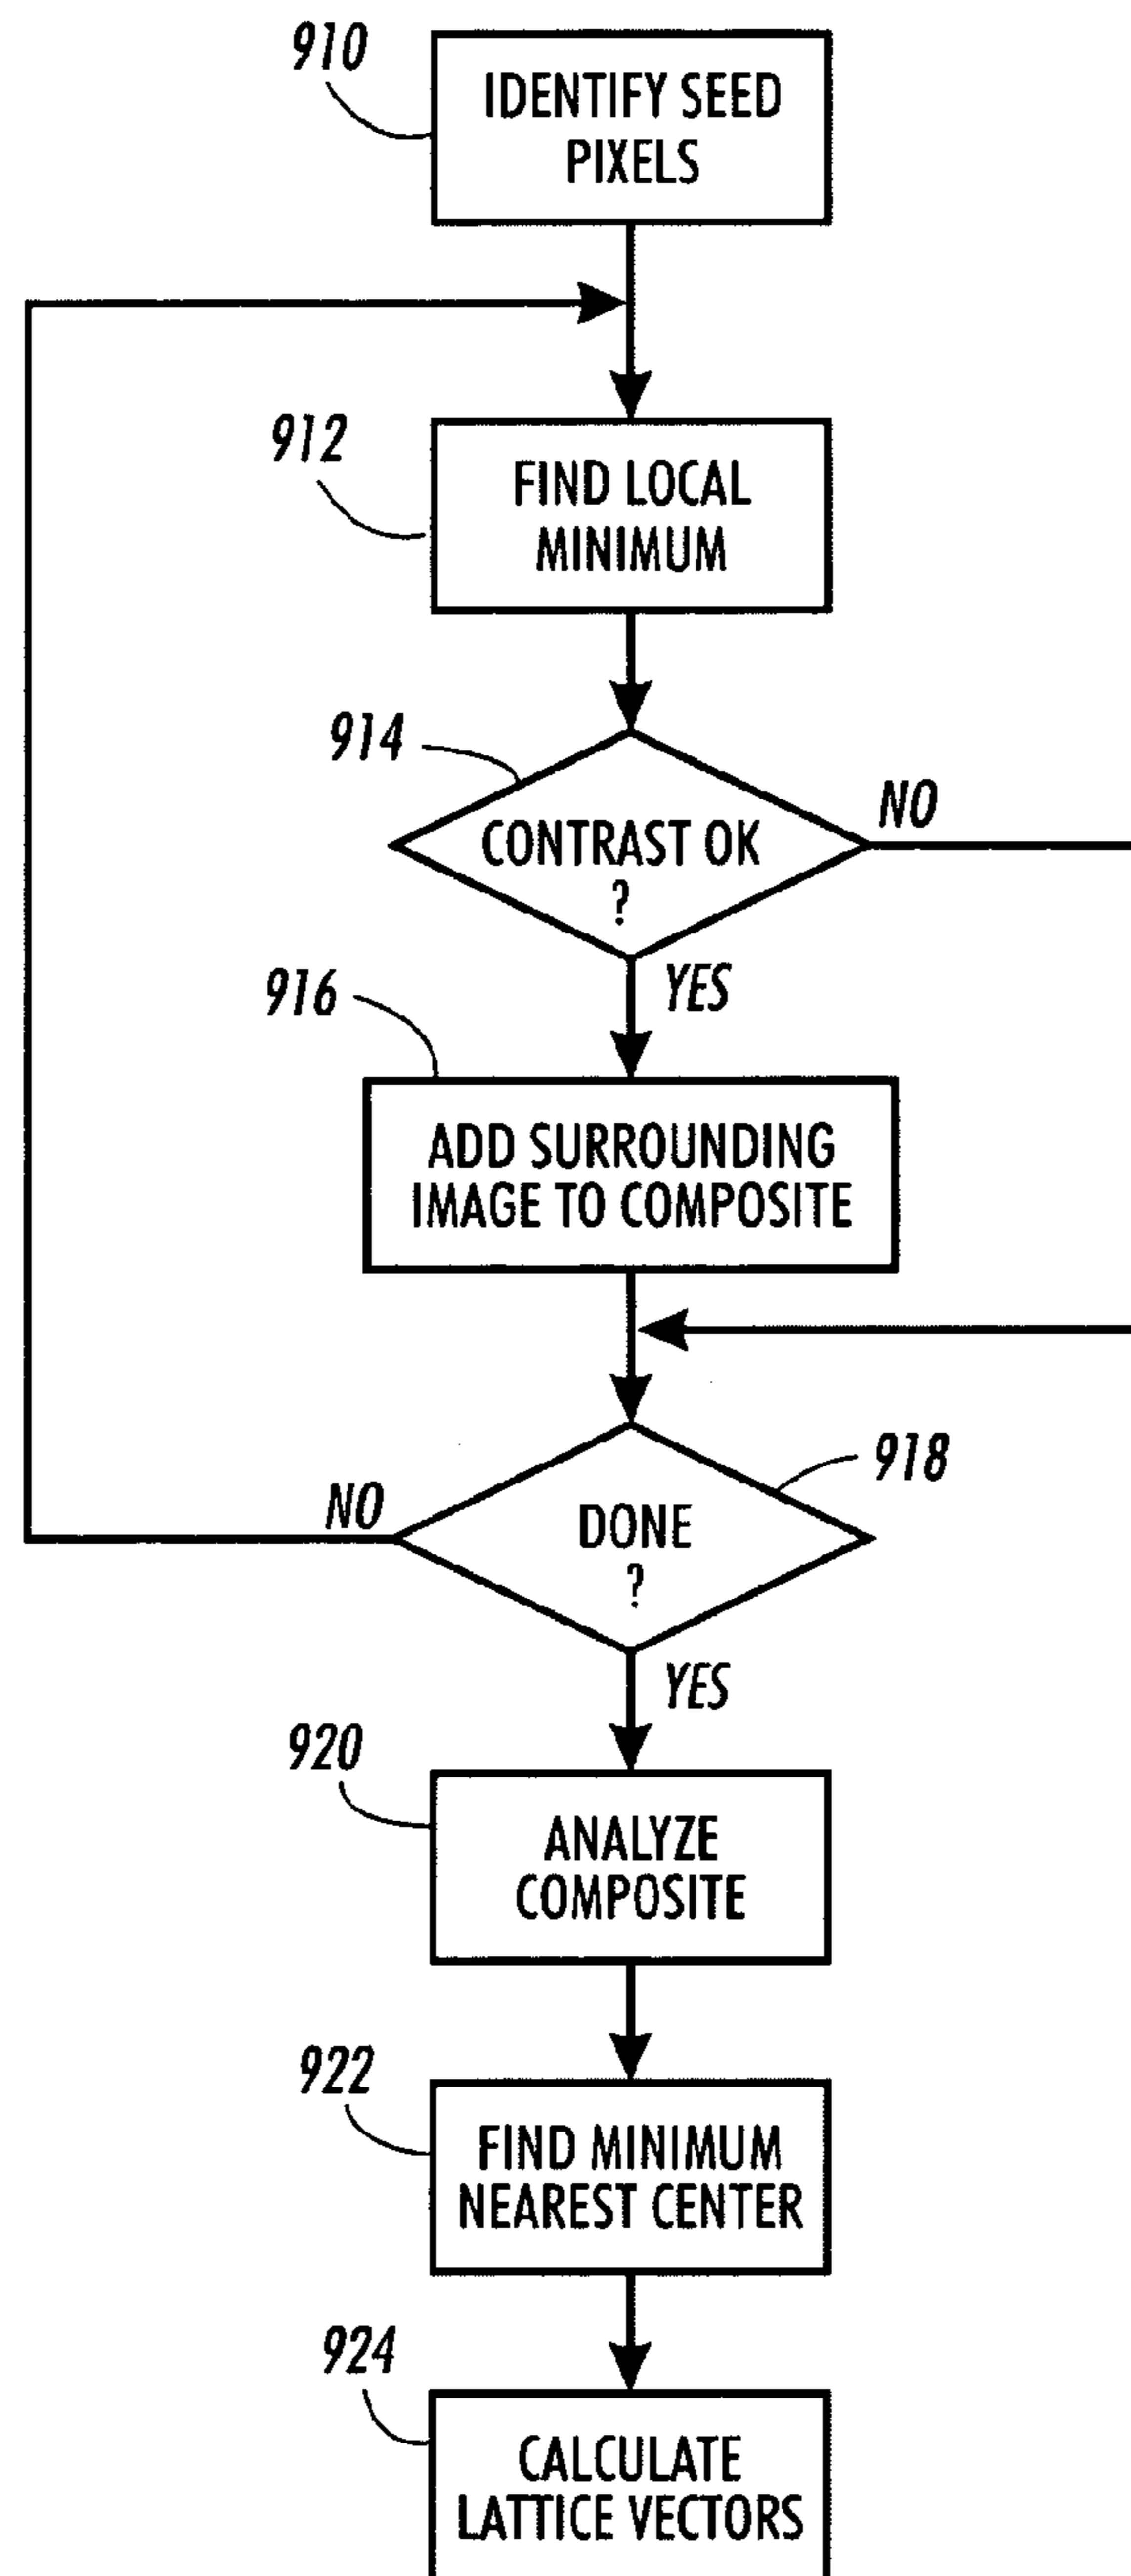 910
IDENTIFY SEED
PIXELS
912
FIND LOCAL
MINIMUM
914
CONTRAST OK
?
NO
YES
916
ADD SURROUNDING
IMAGE TO COMPOSITE
918
DONE
?
NO
YES
920
ANALYZE
COMPOSITE
922
FIND MINIMUM
NEAREST CENTER
924
CALCULATE
LATTICE VECTORS